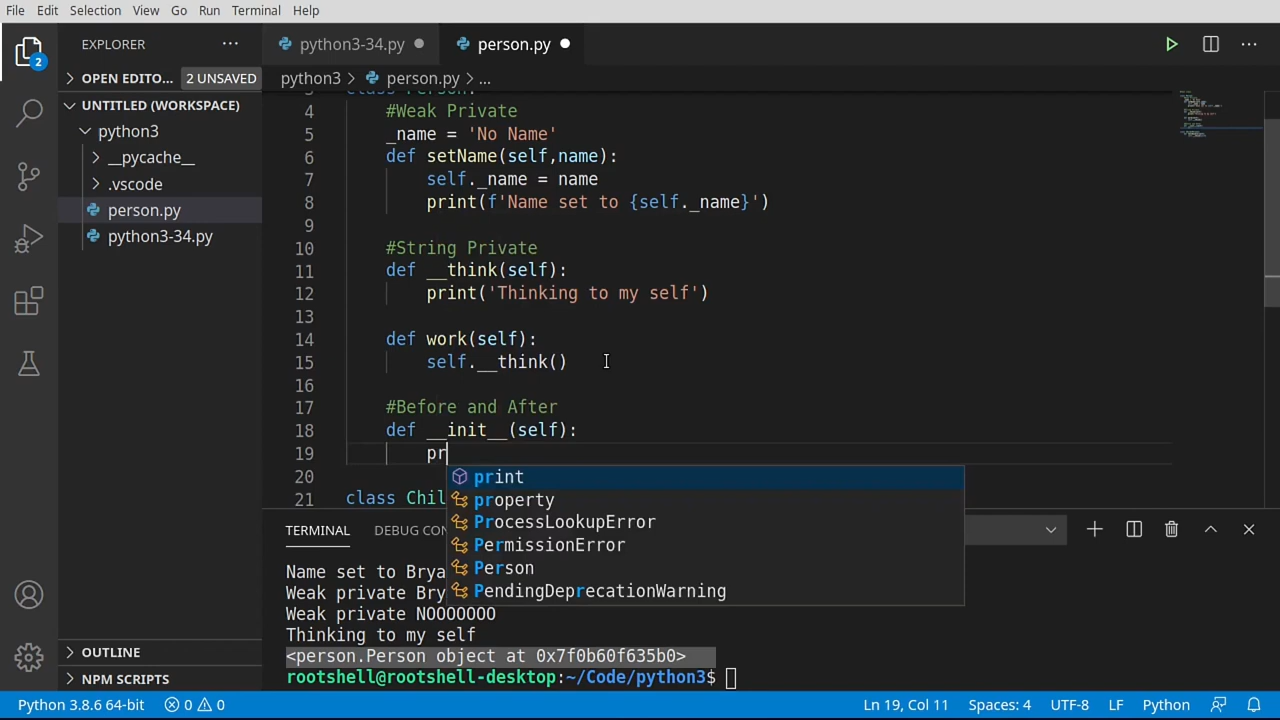 File Edit Selection View Go Run Terminal Help
EXPLORER ···
python3-34.py
person.py
2
OPEN EDITO... 2 UNSAVED
python3 > person.py > ...
UNTITLED (WORKSPACE)
python3
__pycache__
.vscode
person.py
python3-34.py
3 class Person:
4 #Weak Private
5 _name = 'No Name'
6 def setName(self,name):
7 self._name = name
8 print(f'Name set to {self._name}')
9
10 #String Private
11 def __think(self):
12 print('Thinking to my self')
13
14 def work(self):
15 self.__think()
16
17 #Before and After
18 def __init__(self):
19 pr
20
21 class Chil
print
property
ProcessLookupError
PermissionError
Person
PendingDeprecationWarning
TERMINAL DEBUG CON
Name set to Brya
Weak private Bry
Weak private NOOOOOOO
Thinking to my self
<person.Person object at 0x7f0b60f635b0>
rootshell@rootshell-desktop:~/Code/python3$
OUTLINE
NPM SCRIPTS
Python 3.8.6 64-bit 0 0 Ln 19, Col 11 Spaces: 4 UTF-8 LF Python